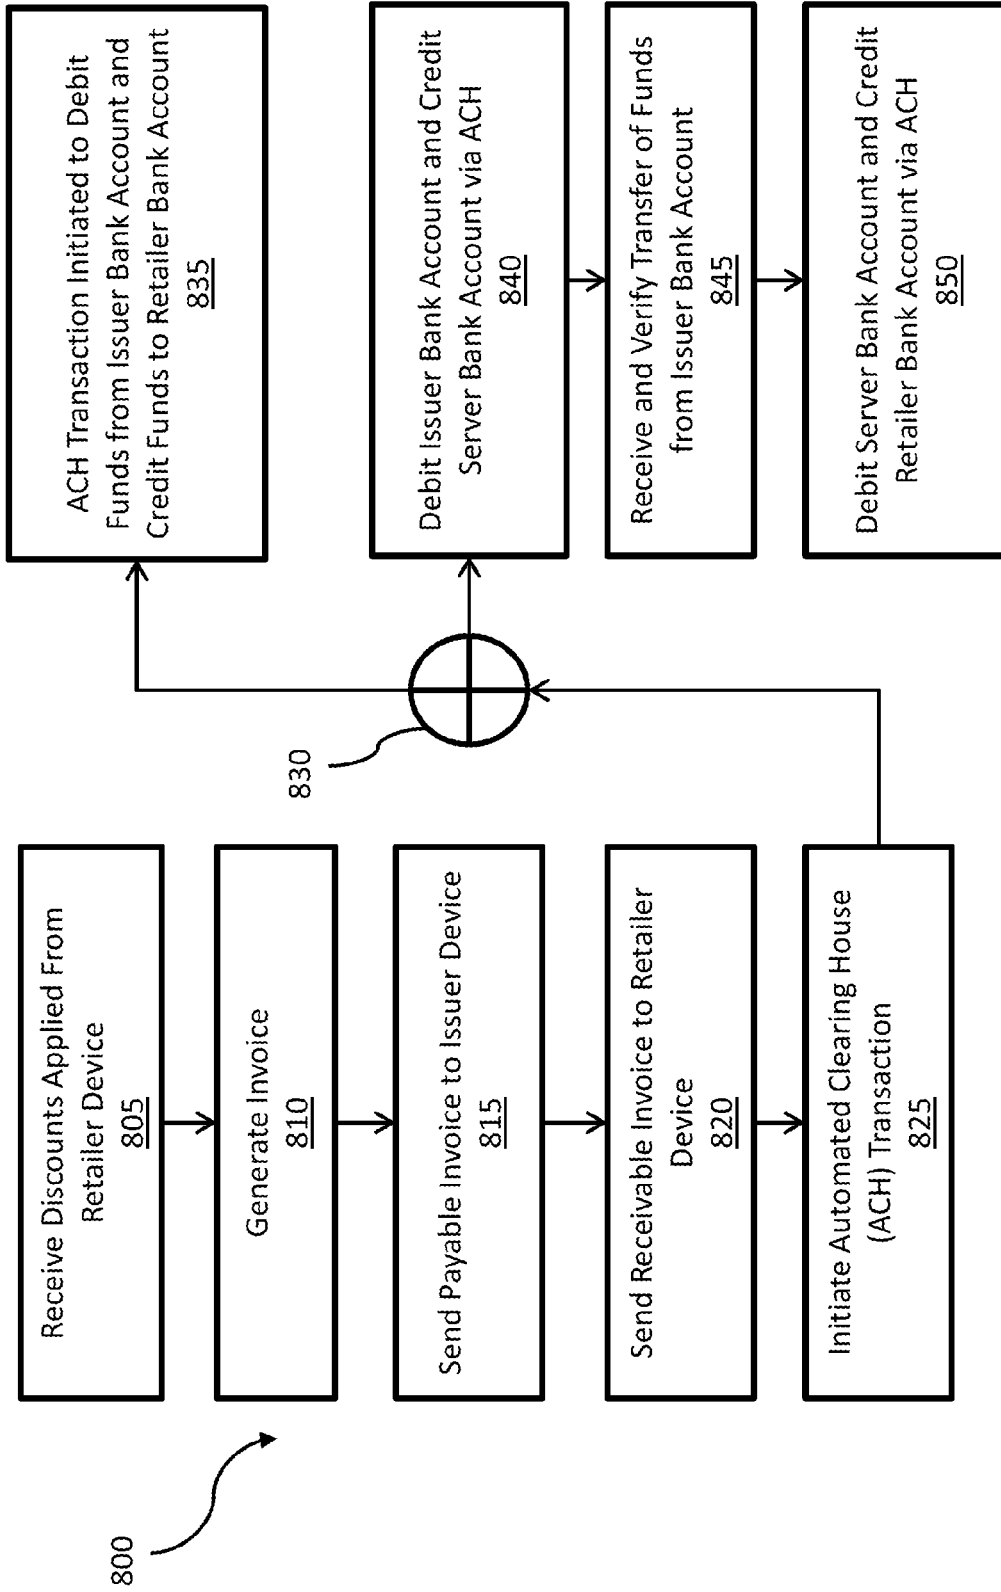 800
Receive Discounts Applied From
Retailer Device
805
Generate Invoice
810
Send Payable Invoice to Issuer Device
815
Send Receivable Invoice to Retailer
Device
820
Initiate Automated Clearing House
(ACH) Transaction
825
830
ACH Transaction Initiated to Debit
Funds from Issuer Bank Account and
Credit Funds to Retailer Bank Account
835
Debit Issuer Bank Account and Credit
Server Bank Account via ACH
840
Receive and Verify Transfer of Funds
from Issuer Bank Account
845
Debit Server Bank Account and Credit
Retailer Bank Account via ACH
850